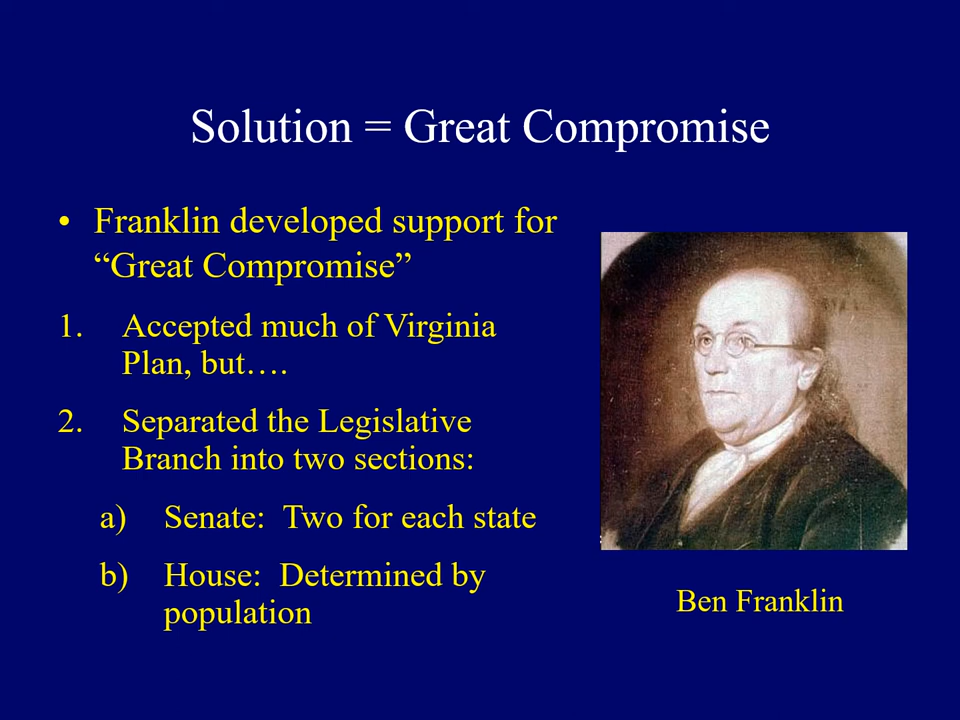 Solution = Great Compromise
• Franklin developed support for
“Great Compromise”
1. Accepted much of Virginia
Plan, but….
2. Separated the Legislative
Branch into two sections:
a) Senate: Two for each state
b) House: Determined by
population
Ben Franklin